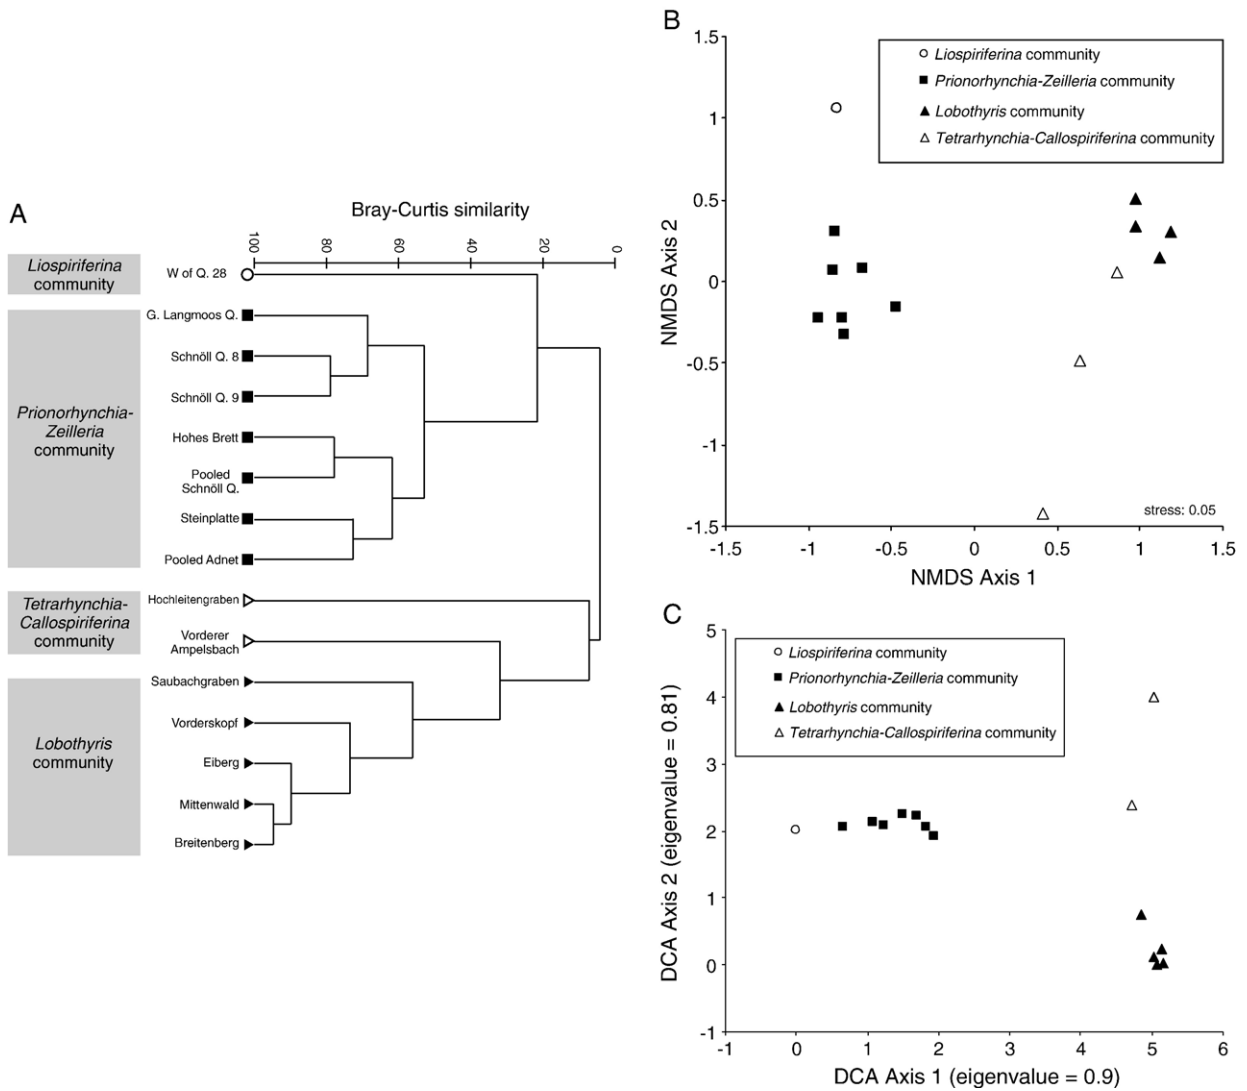 A
Bray-Curtis similarity
100
80
60
40
20
0
Liospiriferina
community
W of Q. 28
Prionorhynchia-
Zeilleria
community
G. Langmoos Q.
Schnöll Q. 8
Schnöll Q. 9
Hohes Brett
Pooled
Schnöll Q.
Steinplatte
Pooled Adnet
Tetrarhynchia-
Callospiriferina
community
Hochleitengraben
Vorderer
Ampelsbach
Lobothyris
community
Saubachgraben
Vorderskopf
Eiberg
Mittenwald
Breitenberg
B
1.5
1
0.5
0
-0.5
-1
-1.5
NMDS Axis 2
Liospiriferina community
Prionorhynchia-Zeilleria community
Lobothyris community
Tetrarhynchia-Callospiriferina community
stress: 0.05
-1.5
-1
-0.5
0
0.5
1
1.5
NMDS Axis 1
C
5
4
3
2
1
0
-1
DCA Axis 2 (eigenvalue = 0.81)
Liospiriferina community
Prionorhynchia-Zeilleria community
Lobothyris community
Tetrarhynchia-Callospiriferina community
-1
0
1
2
3
4
5
6
DCA Axis 1 (eigenvalue = 0.9)